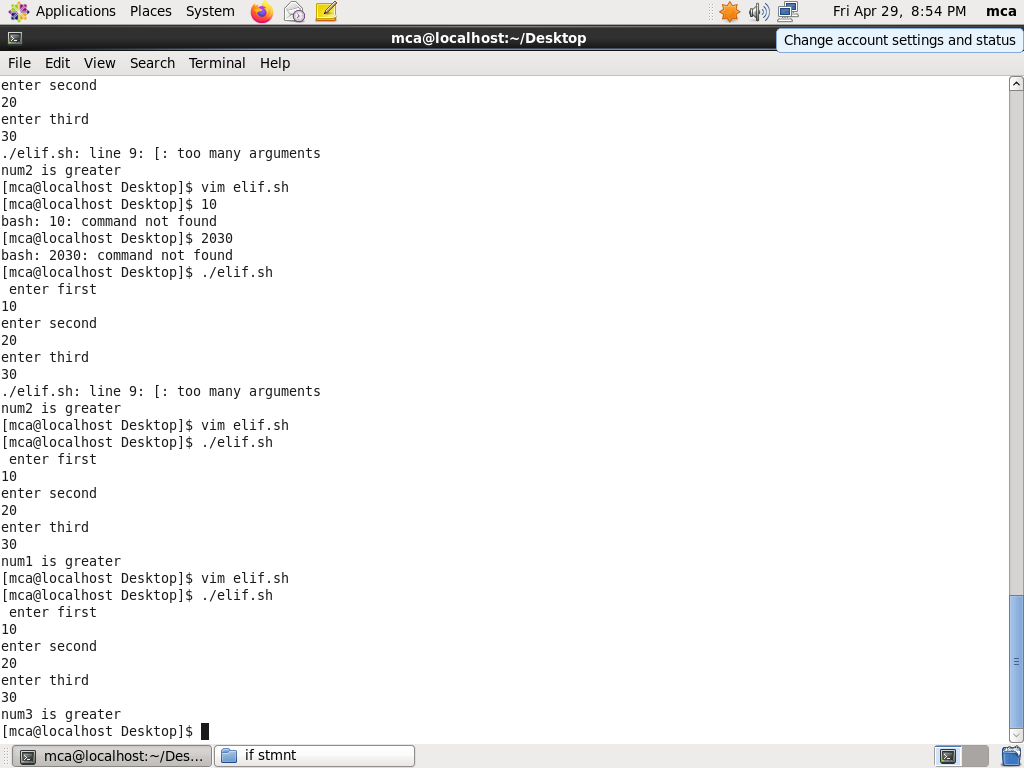 Applications Places System Fri Apr 29, 8:54 PM mca
mca@localhost:~/Desktop
Change account settings and status
File Edit View Search Terminal Help
enter second
20
enter third
30
./elif.sh: line 9: [: too many arguments
num2 is greater
[mca@localhost Desktop]$ vim elif.sh
[mca@localhost Desktop]$ 10
bash: 10: command not found
[mca@localhost Desktop]$ 2030
bash: 2030: command not found
[mca@localhost Desktop]$ ./elif.sh
 enter first
10
enter second
20
enter third
30
./elif.sh: line 9: [: too many arguments
num2 is greater
[mca@localhost Desktop]$ vim elif.sh
[mca@localhost Desktop]$ ./elif.sh
 enter first
10
enter second
20
enter third
30
num1 is greater
[mca@localhost Desktop]$ vim elif.sh
[mca@localhost Desktop]$ ./elif.sh
 enter first
10
enter second
20
enter third
30
num3 is greater
[mca@localhost Desktop]$
mca@localhost:~/Des... if stmnt